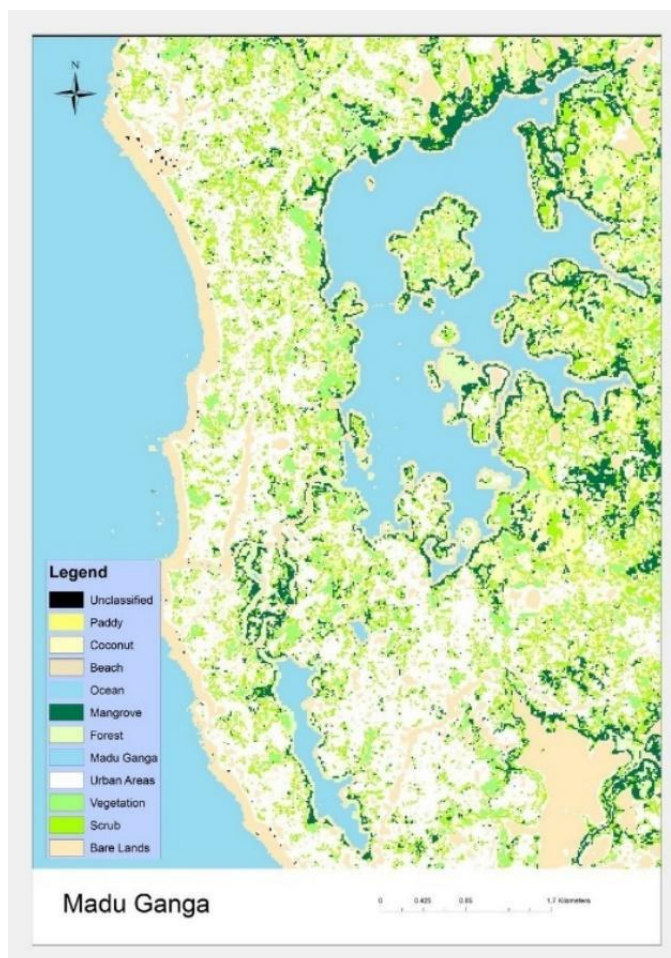 N
Legend
Unclassified
Paddy
Coconut
Beach
Ocean
Mangrove
Forest
Madu Ganga
Urban Areas
Vegetation
Scrub
Bare Lands
Madu Ganga
0 0.425 0.85 1.7 Kilometers